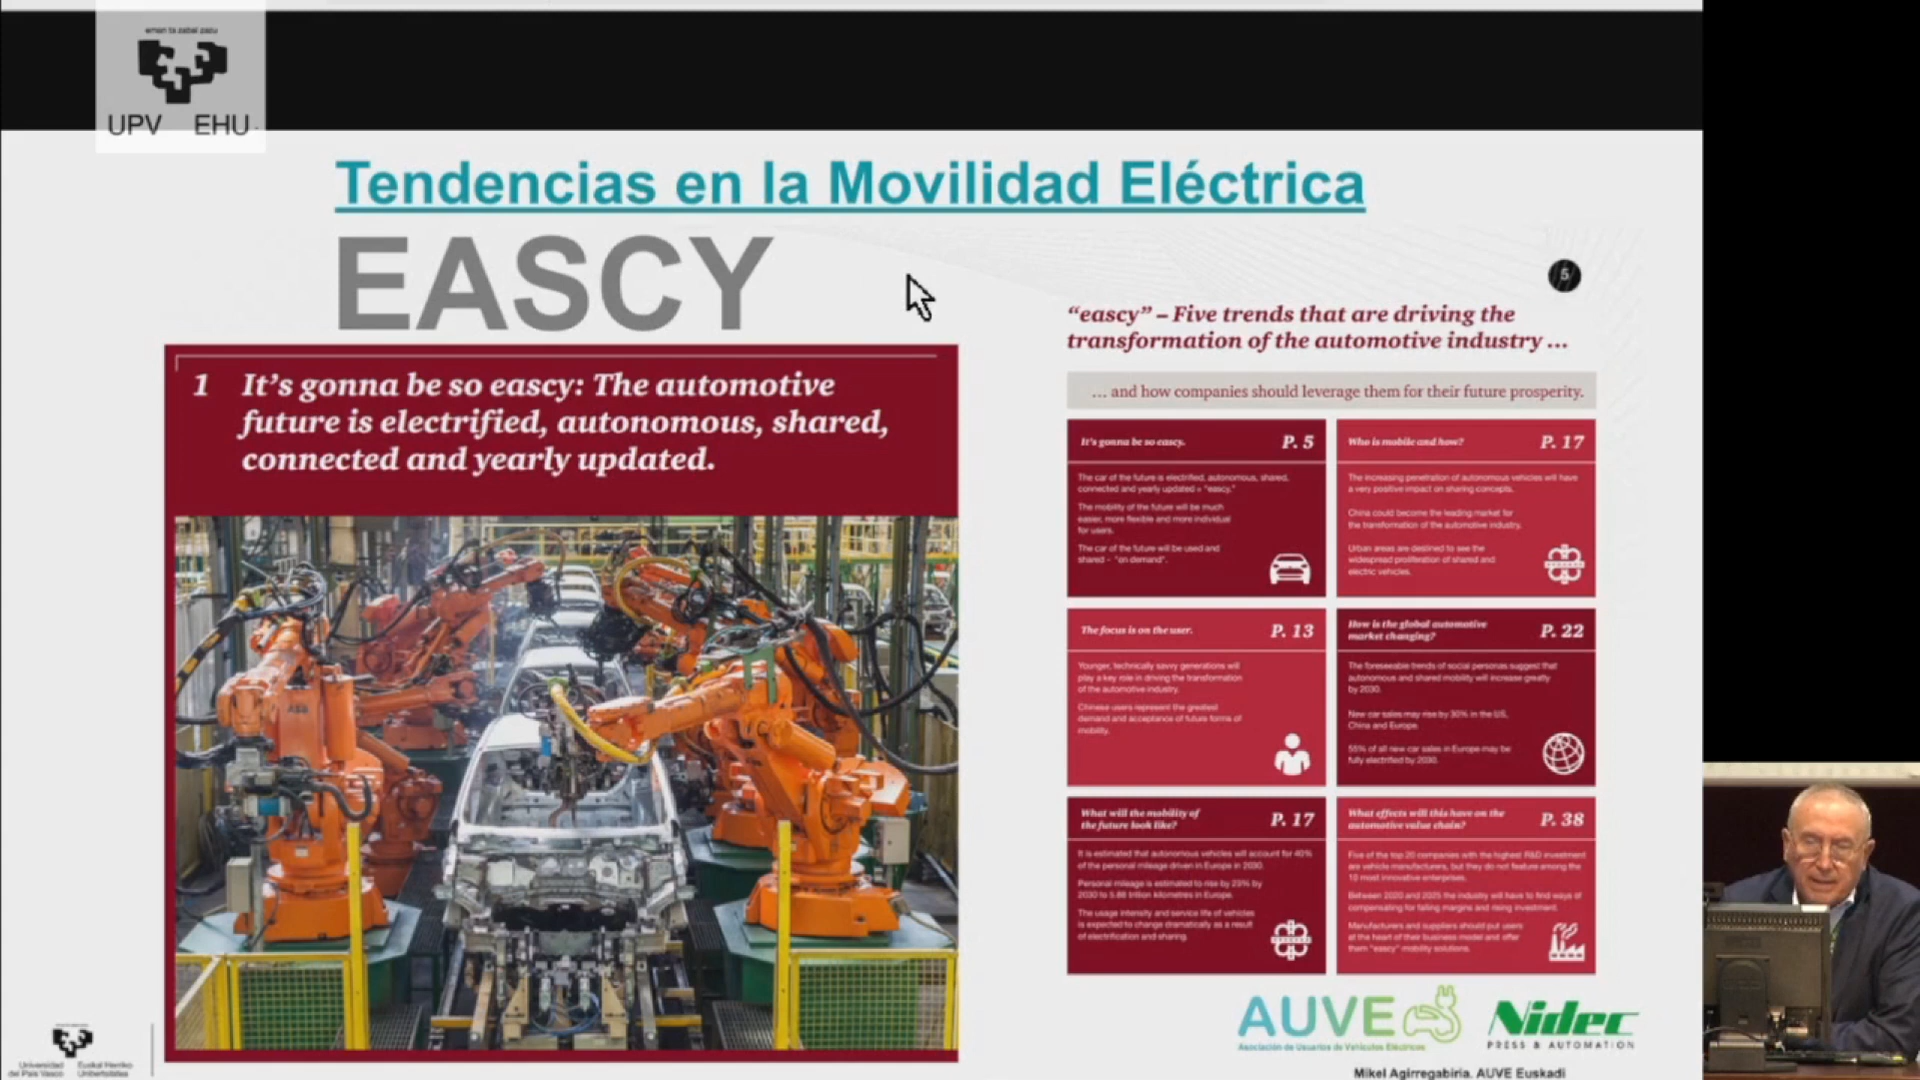 eman ta zabal zazu
UPV EHU
Tendencias en la Movilidad Eléctrica
EASCY
1 It's gonna be so eascy: The automotive
future is electrified, autonomous, shared,
connected and yearly updated.
ABB
5
“eascy” – Five trends that are driving the
transformation of the automotive industry ...
... and how companies should leverage them for their future prosperity.
It's gonna be so eascy. P. 5
The car of the future is electrified, autonomous, shared,
connected and yearly updated = "eascy."
The mobility of the future will be much
easier, more flexible and more individual
for users.
The car of the future will be used and
shared - "on demand".
Who is mobile and how? P. 17
The increasing penetration of autonomous vehicles will have
a very positive impact on sharing concepts.
China could become the leading market for
the transformation of the automotive industry.
Urban areas are destined to see the
widespread proliferation of shared and
electric vehicles.
The focus is on the user. P. 13
Younger, technically savvy generations will
play a key role in driving the transformation
of the automotive industry.
Chinese users represent the greatest
demand and acceptance of future forms of
mobility.
How is the global automotive
market changing? P. 22
The foreseeable trends of social personas suggest that
autonomous and shared mobility will increase greatly
by 2030.
New car sales may rise by 30% in the US,
China and Europe.
55% of all new car sales in Europe may be
fully electrified by 2030.
What will the mobility of
the future look like? P. 17
It is estimated that autonomous vehicles will account for 40%
of the personal mileage driven in Europe in 2030.
Personal mileage is estimated to rise by 23% by
2030 to 5.88 trillion kilometres in Europe.
The usage intensity and service life of vehicles
is expected to change dramatically as a result
of electrification and sharing.
What effects will this have on the
automotive value chain? P. 38
Five of the top 20 companies with the highest R&D investment
are vehicle manufacturers, but they do not feature among the
10 most innovative enterprises.
Between 2020 and 2025 the industry will have to find ways of
compensating for falling margins and rising investment.
Manufacturers and suppliers should put users
at the heart of their business model and offer
them "eascy" mobility solutions.
AUVE
Asociación de Usuarios de Vehículos Eléctricos
Nidec
PRESS & AUTOMATION
Universidad Euskal Herriko
del País Vasco Unibertsitatea
Mikel Agirregabiria. AUVE Euskadi